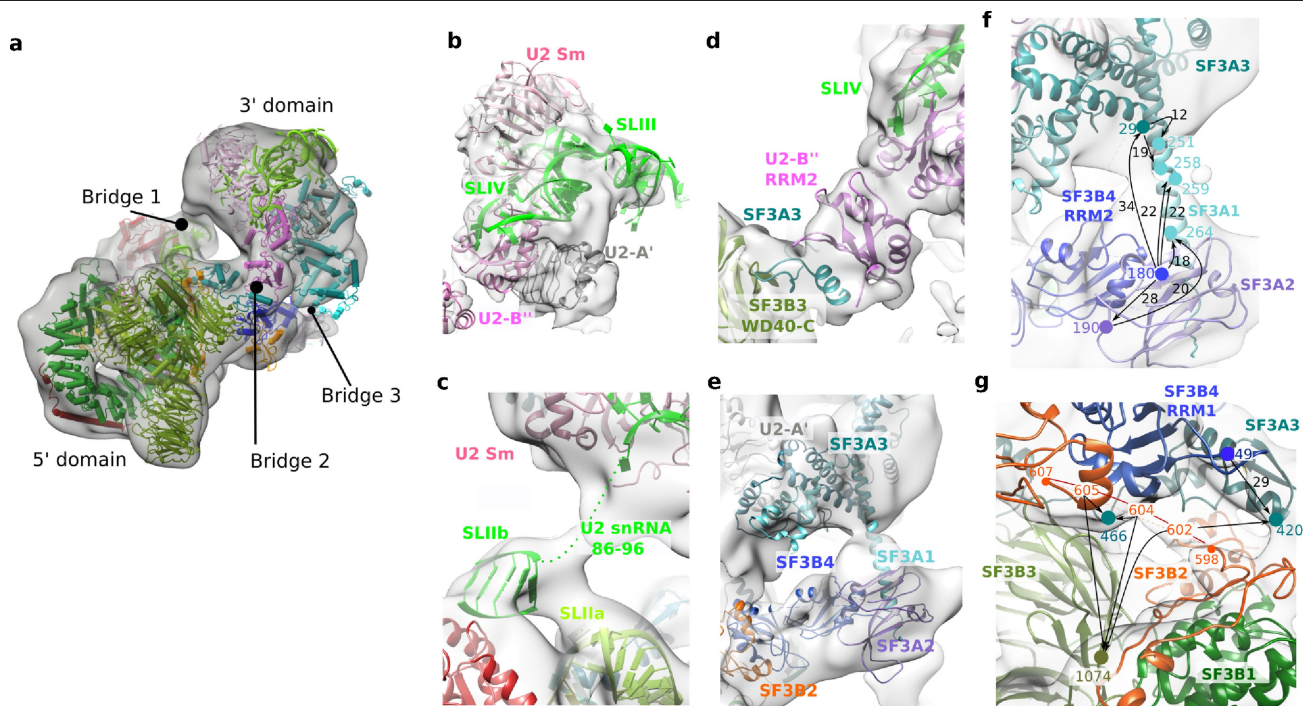 a
3' domain
Bridge 1
Bridge 3
Bridge 2
5' domain
b
U2 Sm
SLIII
SLIV
U2-A'
U2-B''
c
U2 Sm
SLIIb
U2 snRNA
86-96
SLIIa
d
SLIV
U2-B''
RRM2
SF3A3
SF3B3
WD40-C
e
U2-A'
SF3A3
SF3B4
SF3A1
SF3A2
SF3B2
f
SF3A3
29
12
251
19
258
259
SF3B4
RRM2
34
22
22
SF3A1
264
18
180
20
SF3A2
28
190
g
SF3B4
RRM1
SF3A3
49
607
605
29
604
466
602
420
598
SF3B3
SF3B2
1074
SF3B1